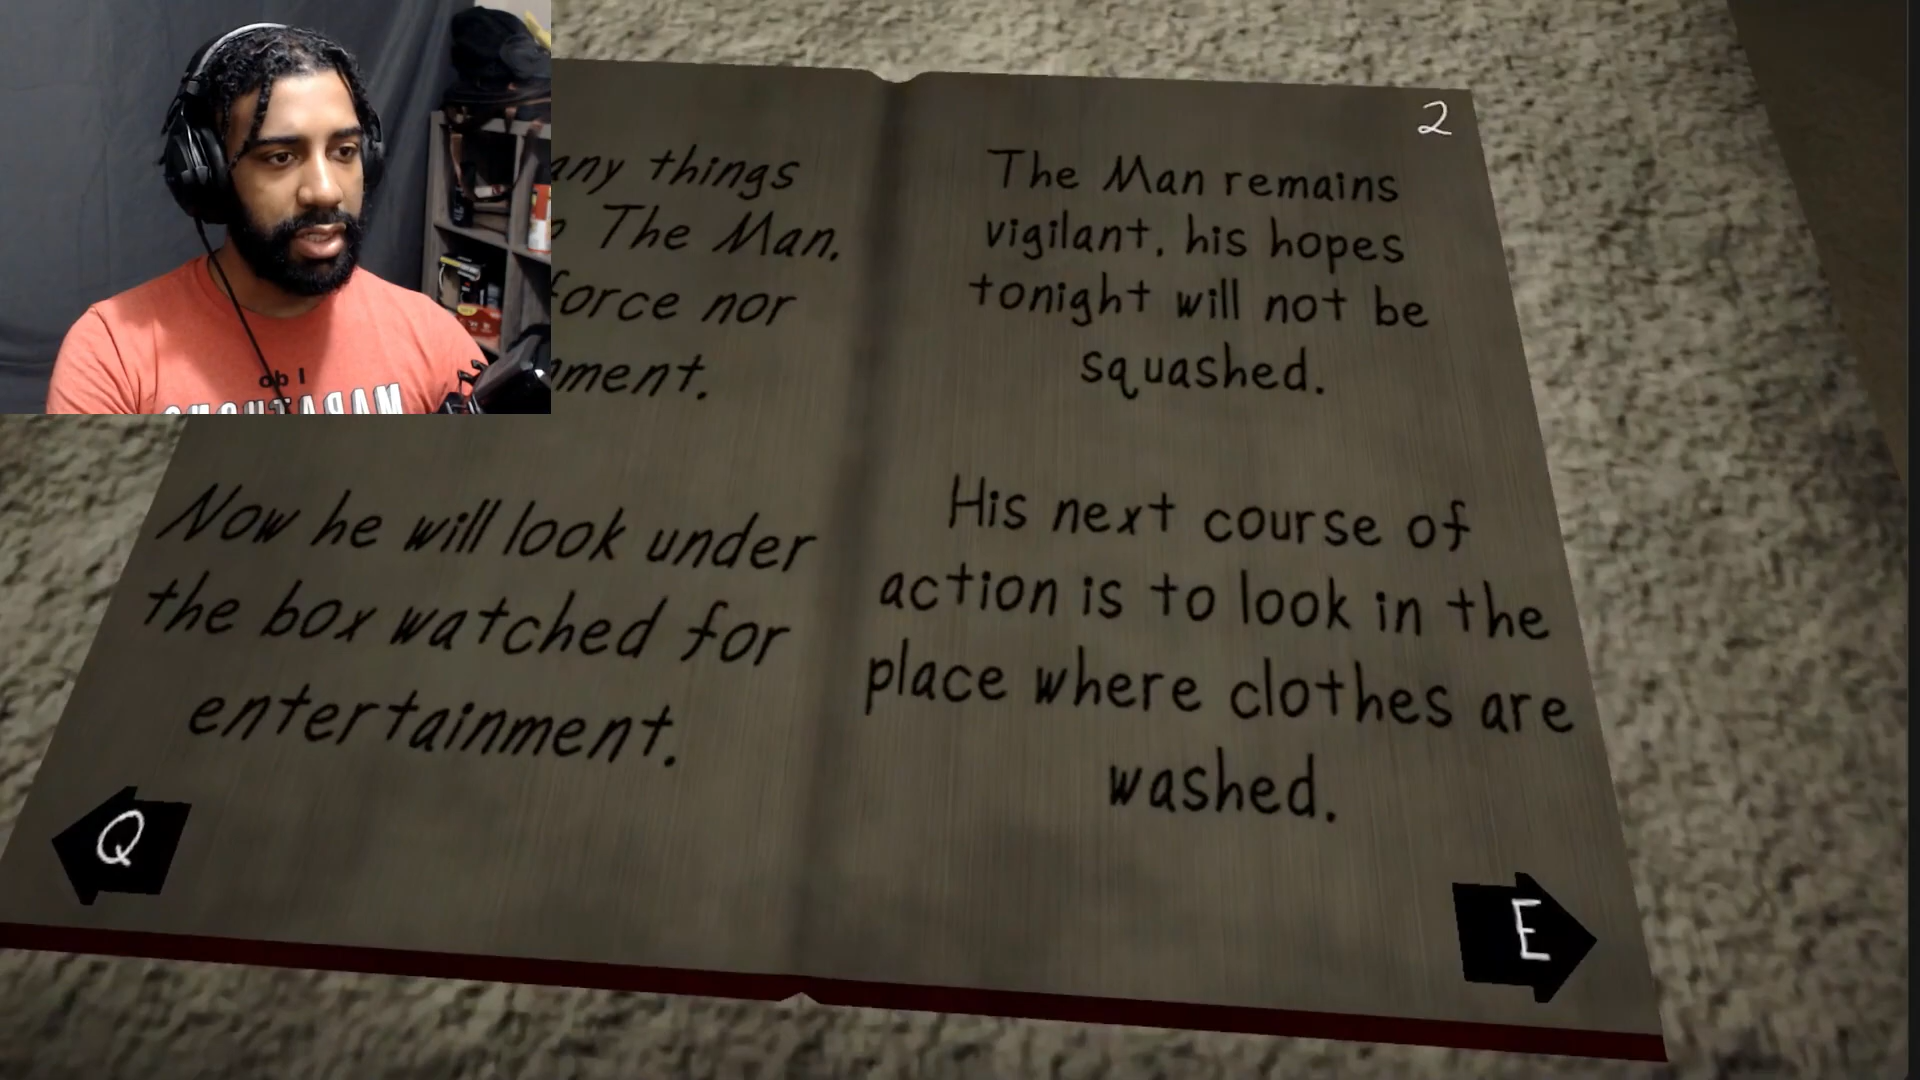 things
The Man.
force nor
Now he will look under
the box watched for
entertainment.
Q
2
The Man remains
vigilant, his hopes
tonight will not be
squashed.
His next course of
action is to look in the
place where clothes are
washed.
E
I do